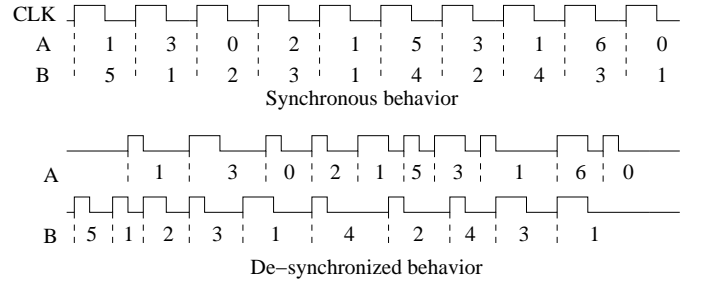 CLK
A 1 3 0 2 1 5 3 1 6 0
B 5 1 2 3 1 4 2 4 3 1
Synchronous behavior
A 1 3 0 2 1 5 3 1 6 0
B 5 1 2 3 1 4 2 4 3 1
De−synchronized behavior